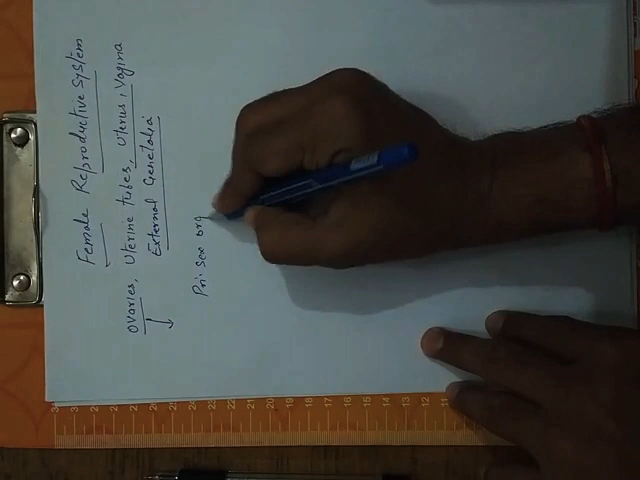 Female Reproductive System
Ovaries, Uterine tubes, Uterus, Vagina
External Genetalia
↓
Pri: sex org